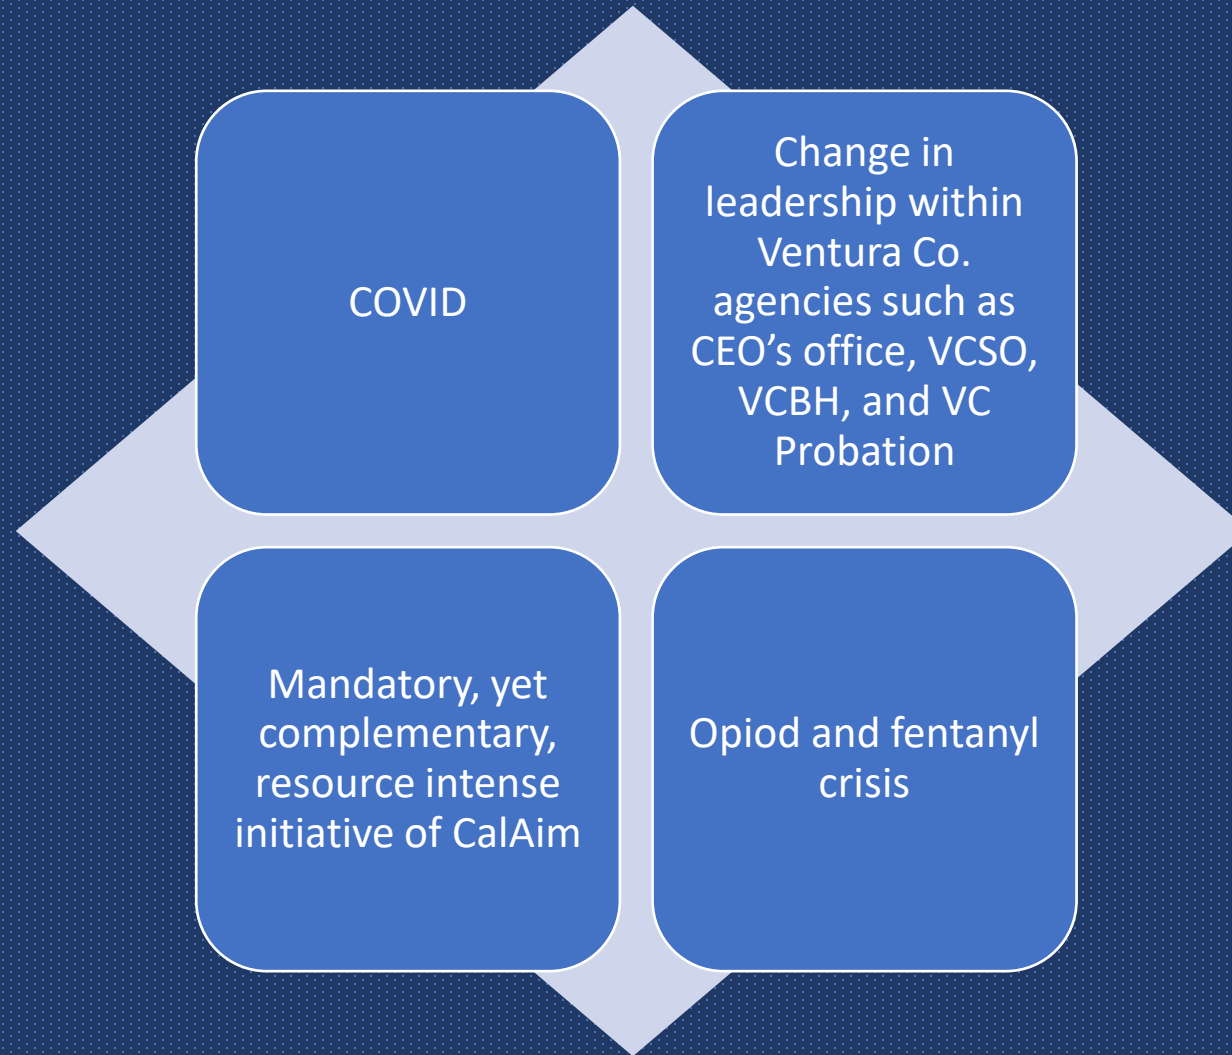 COVID
Change in
leadership within
Ventura Co.
agencies such as
CEO’s office, VCSO,
VCBH, and VC
Probation
Mandatory, yet
complementary,
resource intense
initiative of CalAim
Opiod and fentanyl
crisis